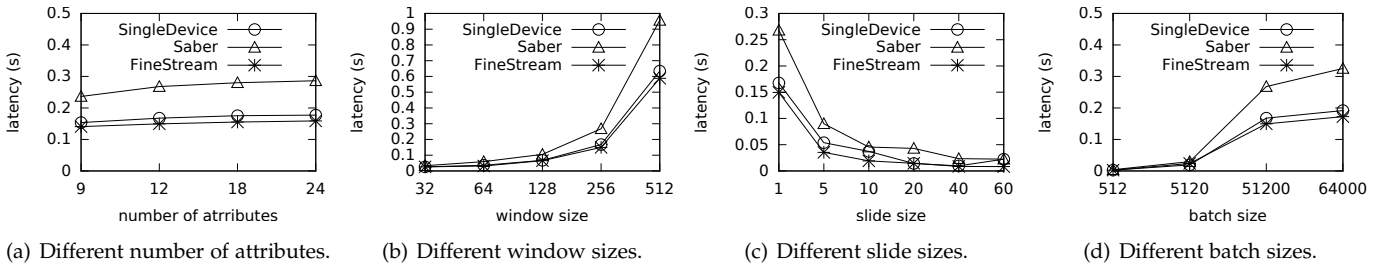 0.5
0.4
0.3
0.2
0.1
0
latency (s)
SingleDevice
Saber
FineStream
9 12 18 24
number of atrributes
(a) Different number of attributes.
1
0.9
0.8
0.7
0.6
0.5
0.4
0.3
0.2
0.1
0
latency (s)
SingleDevice
Saber
FineStream
32 64 128 256 512
window size
(b) Different window sizes.
0.3
0.25
0.2
0.15
0.1
0.05
0
latency (s)
SingleDevice
Saber
FineStream
1 5 10 20 40 60
slide size
(c) Different slide sizes.
0.5
0.4
0.3
0.2
0.1
0
latency (s)
SingleDevice
Saber
FineStream
512 5120 51200 64000
batch size
(d) Different batch sizes.